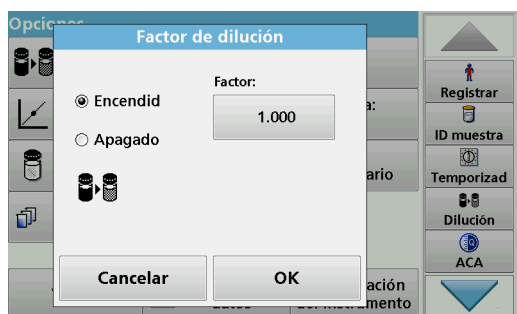 Opciones
Factor de dilución
Encendid
Apagado
Factor:
1.000
a:
ario
Cancelar
OK
ación
Registrar
ID muestra
Temporizad
Dilución
ACA